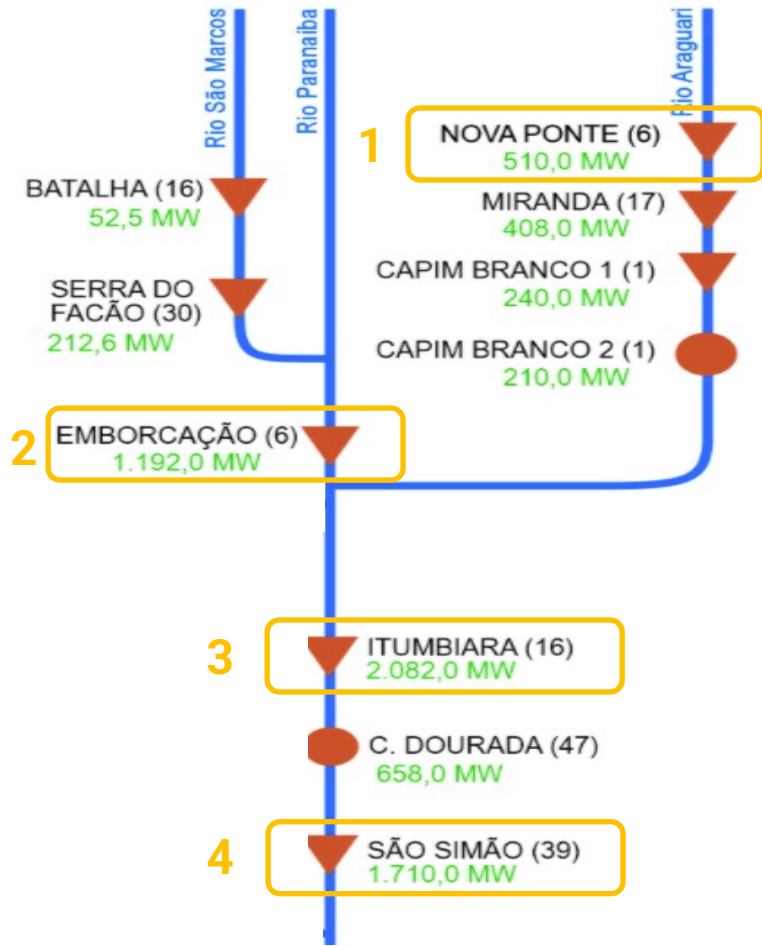 Rio São Marcos
Rio Paranaiba
Rio Araguari
1
NOVA PONTE (6)
510,0 MW
BATALHA (16)
52,5 MW
MIRANDA (17)
408,0 MW
SERRA DO
FACÃO (30)
212,6 MW
CAPIM BRANCO 1 (1)
240,0 MW
CAPIM BRANCO 2 (1)
210,0 MW
2
EMBORCAÇÃO (6)
1.192,0 MW
3
ITUMBIARA (16)
2.082,0 MW
C. DOURADA (47)
658,0 MW
4
SÃO SIMÃO (39)
1.710,0 MW